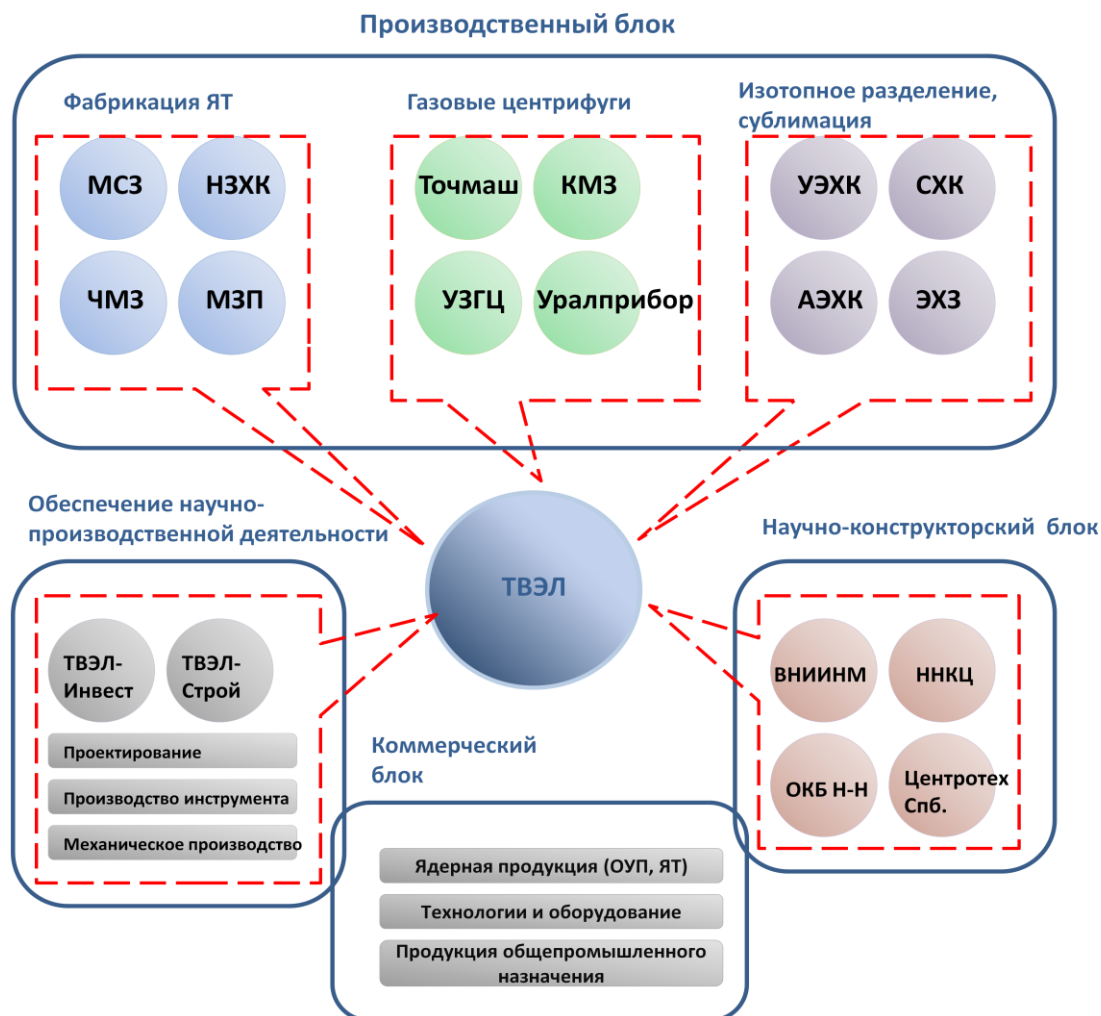 Производственный блок
Фабрикация ЯТ
МСЗ
НЗХК
ЧМЗ
МЗП
Газовые центрифуги
Точмаш
КМЗ
УЗГЦ
Уралприбор
Изотопное разделение,
сублимация
УЭХК
СХК
АЭХК
ЭХЗ
Обеспечение научно-
производственной деятельности
ТВЭЛ-
Инвест
ТВЭЛ-
Строй
Проектирование
Производство инструмента
Механическое производство
ТВЭЛ
Научно-конструкторский блок
ВНИИНМ
ННКЦ
ОКБ Н-Н
Центротех
Спб.
Коммерческий
блок
Ядерная продукция (ОУП, ЯТ)
Технологии и оборудование
Продукция общепромышленного
назначения